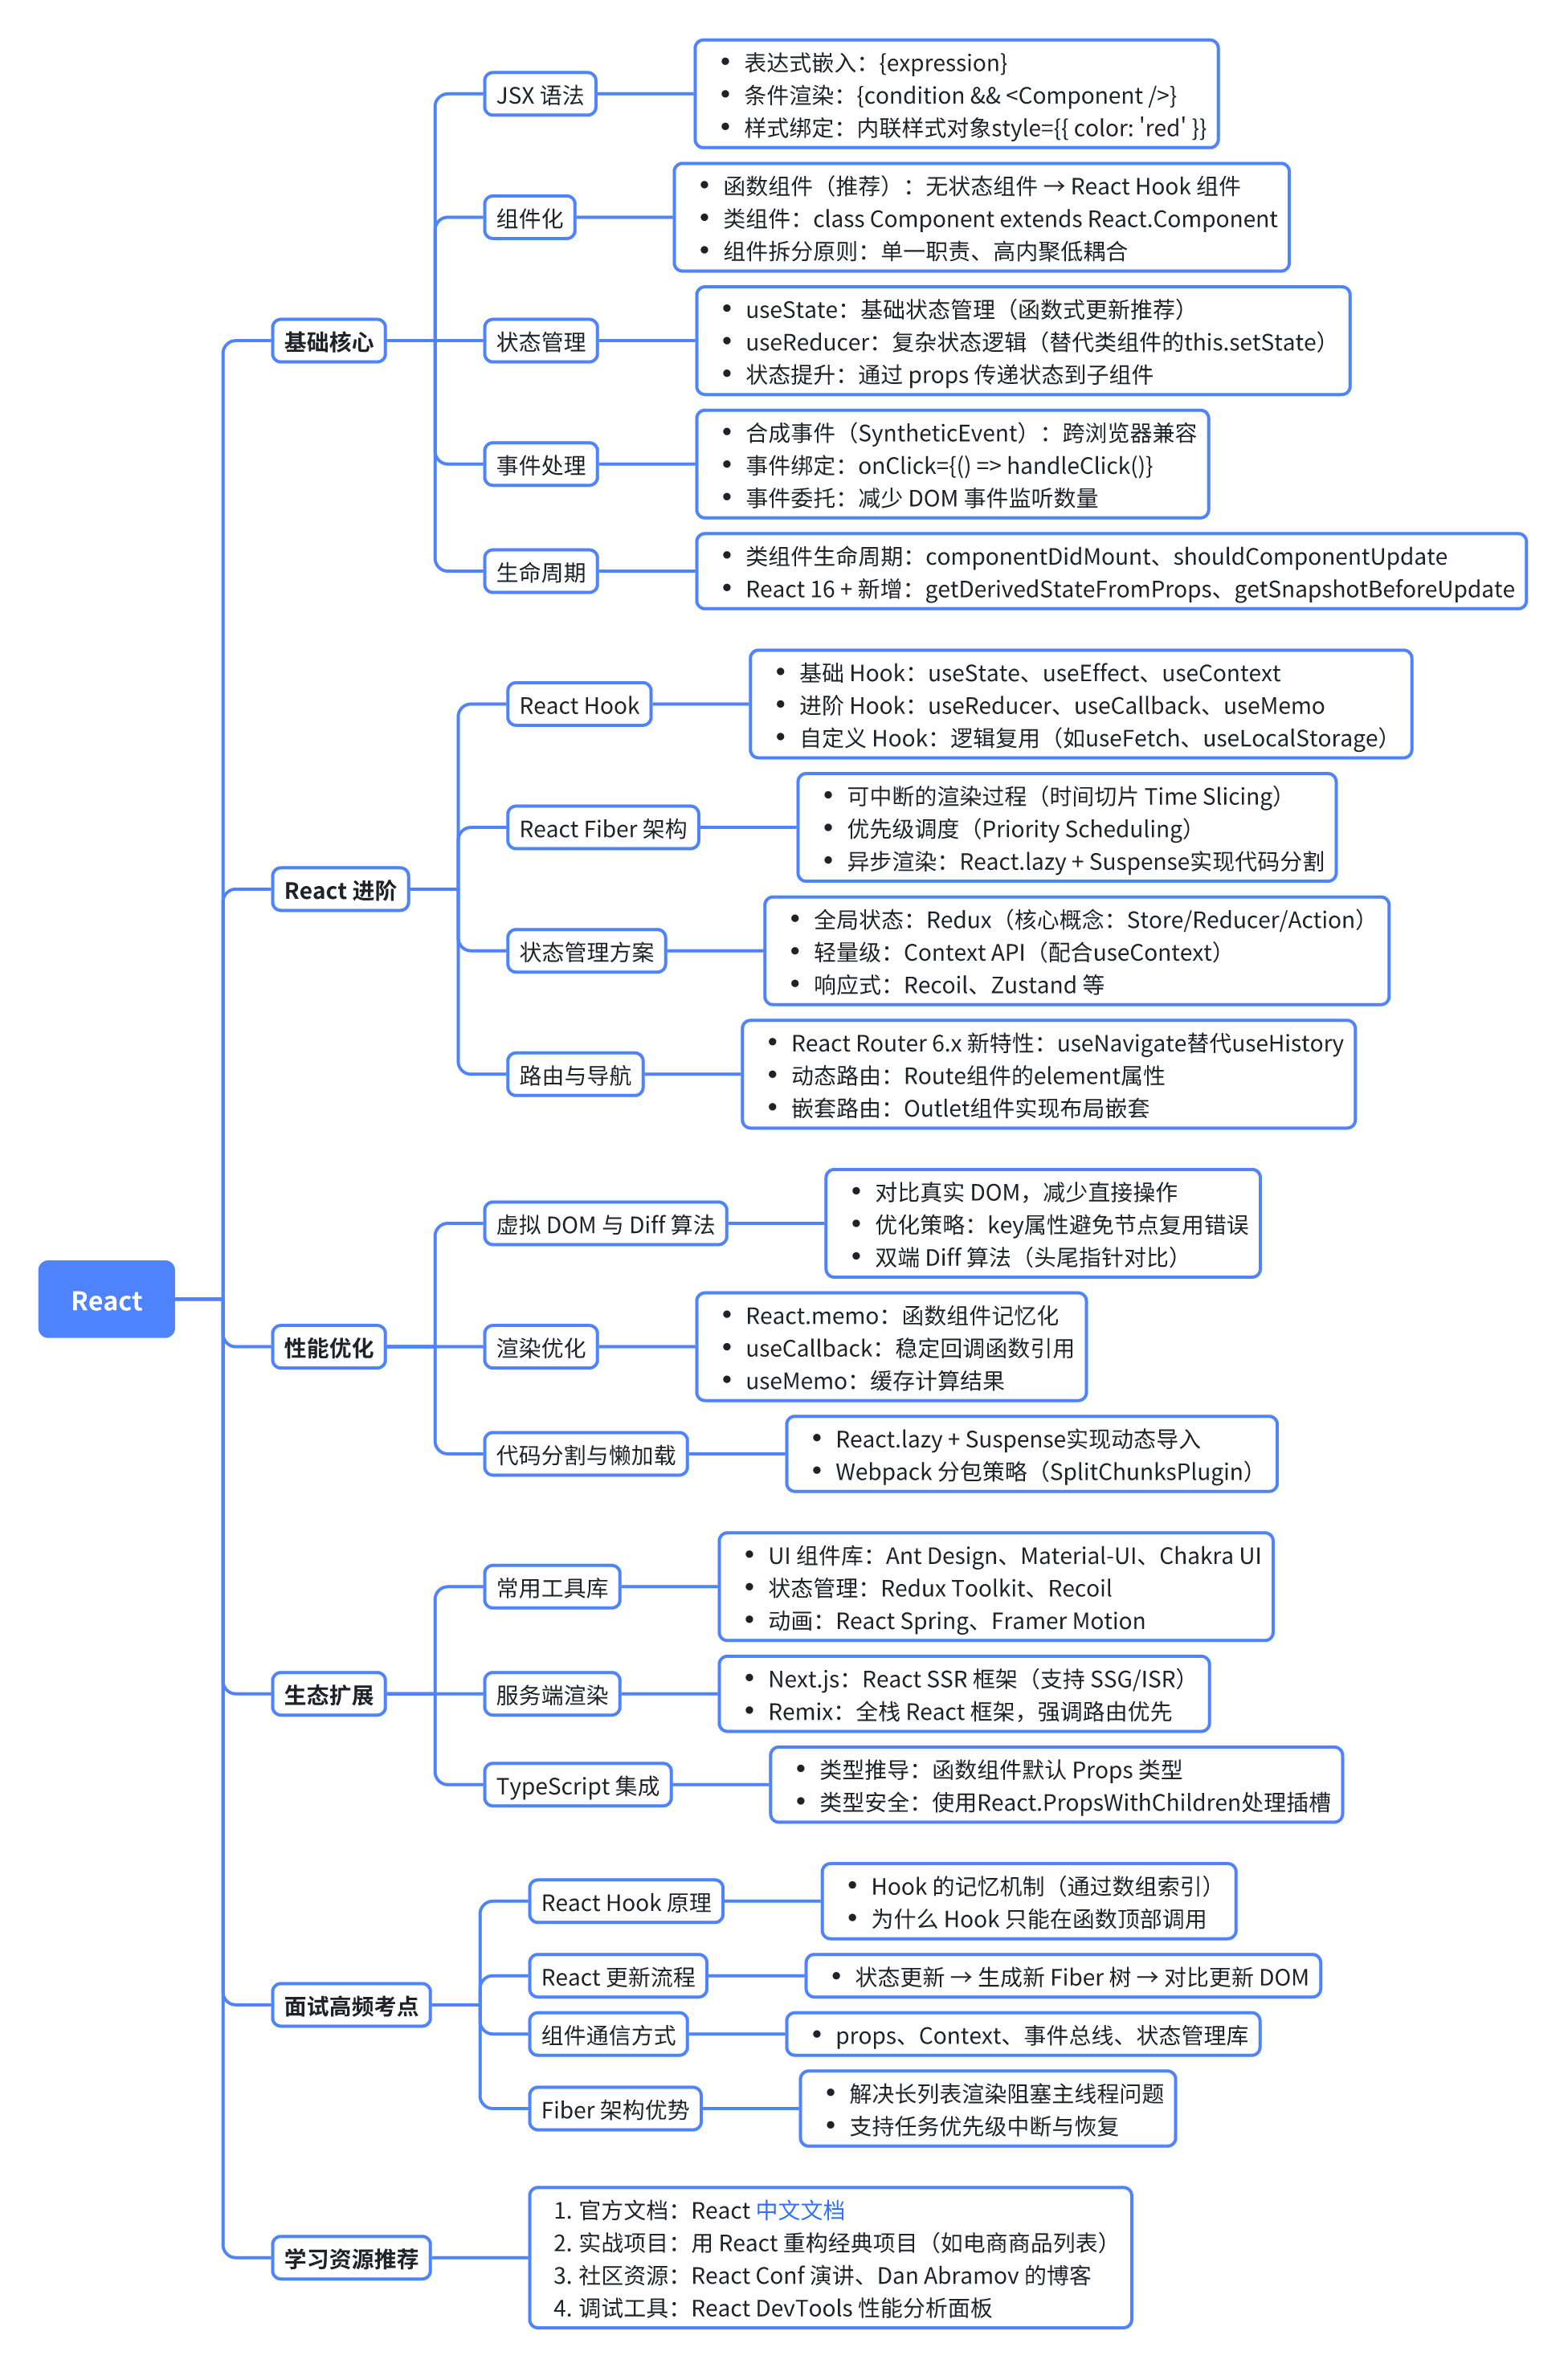 React
基础核心
JSX 语法
• 表达式嵌入：{expression}
• 条件渲染：{condition && <Component />}
• 样式绑定：内联样式对象style={{ color: 'red' }}
组件化
• 函数组件（推荐）：无状态组件 → React Hook 组件
• 类组件：class Component extends React.Component
• 组件拆分原则：单一职责、高内聚低耦合
状态管理
• useState：基础状态管理（函数式更新推荐）
• useReducer：复杂状态逻辑（替代类组件的this.setState）
• 状态提升：通过 props 传递状态到子组件
事件处理
• 合成事件（SyntheticEvent）：跨浏览器兼容
• 事件绑定：onClick={() => handleClick()}
• 事件委托：减少 DOM 事件监听数量
生命周期
• 类组件生命周期：componentDidMount、shouldComponentUpdate
• React 16 + 新增：getDerivedStateFromProps、getSnapshotBeforeUpdate
React 进阶
React Hook
• 基础 Hook：useState、useEffect、useContext
• 进阶 Hook：useReducer、useCallback、useMemo
• 自定义 Hook：逻辑复用（如useFetch、useLocalStorage）
React Fiber 架构
• 可中断的渲染过程（时间切片 Time Slicing）
• 优先级调度（Priority Scheduling）
• 异步渲染：React.lazy + Suspense实现代码分割
状态管理方案
• 全局状态：Redux（核心概念：Store/Reducer/Action）
• 轻量级：Context API（配合useContext）
• 响应式：Recoil、Zustand 等
路由与导航
• React Router 6.x 新特性：useNavigate替代useHistory
• 动态路由：Route组件的element属性
• 嵌套路由：Outlet组件实现布局嵌套
性能优化
虚拟 DOM 与 Diff 算法
• 对比真实 DOM，减少直接操作
• 优化策略：key属性避免节点复用错误
• 双端 Diff 算法（头尾指针对比）
渲染优化
• React.memo：函数组件记忆化
• useCallback：稳定回调函数引用
• useMemo：缓存计算结果
代码分割与懒加载
• React.lazy + Suspense实现动态导入
• Webpack 分包策略（SplitChunksPlugin）
生态扩展
常用工具库
• UI 组件库：Ant Design、Material-UI、Chakra UI
• 状态管理：Redux Toolkit、Recoil
• 动画：React Spring、Framer Motion
服务端渲染
• Next.js：React SSR 框架（支持 SSG/ISR）
• Remix：全栈 React 框架，强调路由优先
TypeScript 集成
• 类型推导：函数组件默认 Props 类型
• 类型安全：使用React.PropsWithChildren处理插槽
面试高频考点
React Hook 原理
• Hook 的记忆机制（通过数组索引）
• 为什么 Hook 只能在函数顶部调用
React 更新流程
• 状态更新 → 生成新 Fiber 树 → 对比更新 DOM
组件通信方式
• props、Context、事件总线、状态管理库
Fiber 架构优势
• 解决长列表渲染阻塞主线程问题
• 支持任务优先级中断与恢复
学习资源推荐
1. 官方文档：React 中文文档
2. 实战项目：用 React 重构经典项目（如电商商品列表）
3. 社区资源：React Conf 演讲、Dan Abramov 的博客
4. 调试工具：React DevTools 性能分析面板